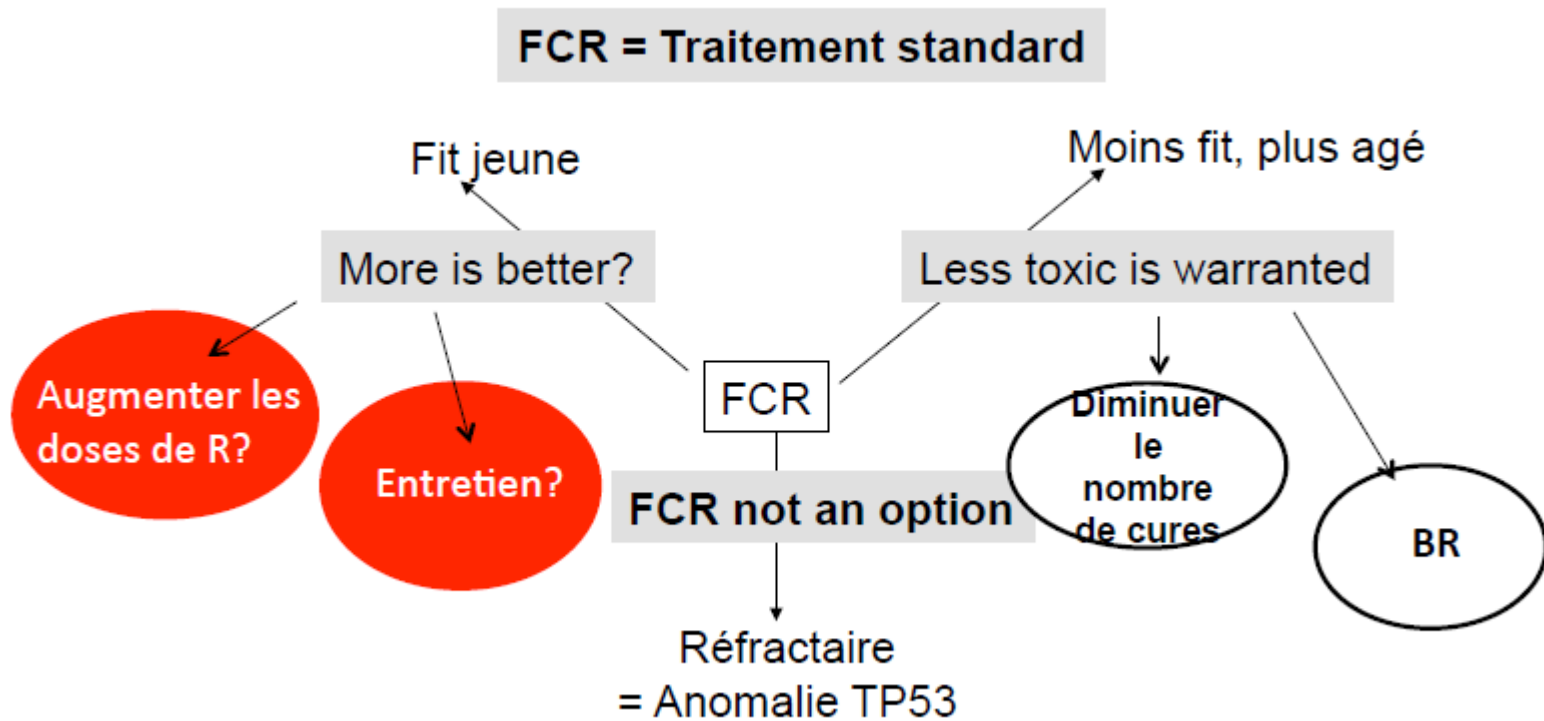 FCR = Traitement standard
Fit jeune
Moins fit, plus agé
More is better?
Less toxic is warranted
Augmenter les
doses de R?
Entretien?
FCR
FCR not an option
Diminuer
le
nombre
de cures
BR
Réfractaire
= Anomalie TP53